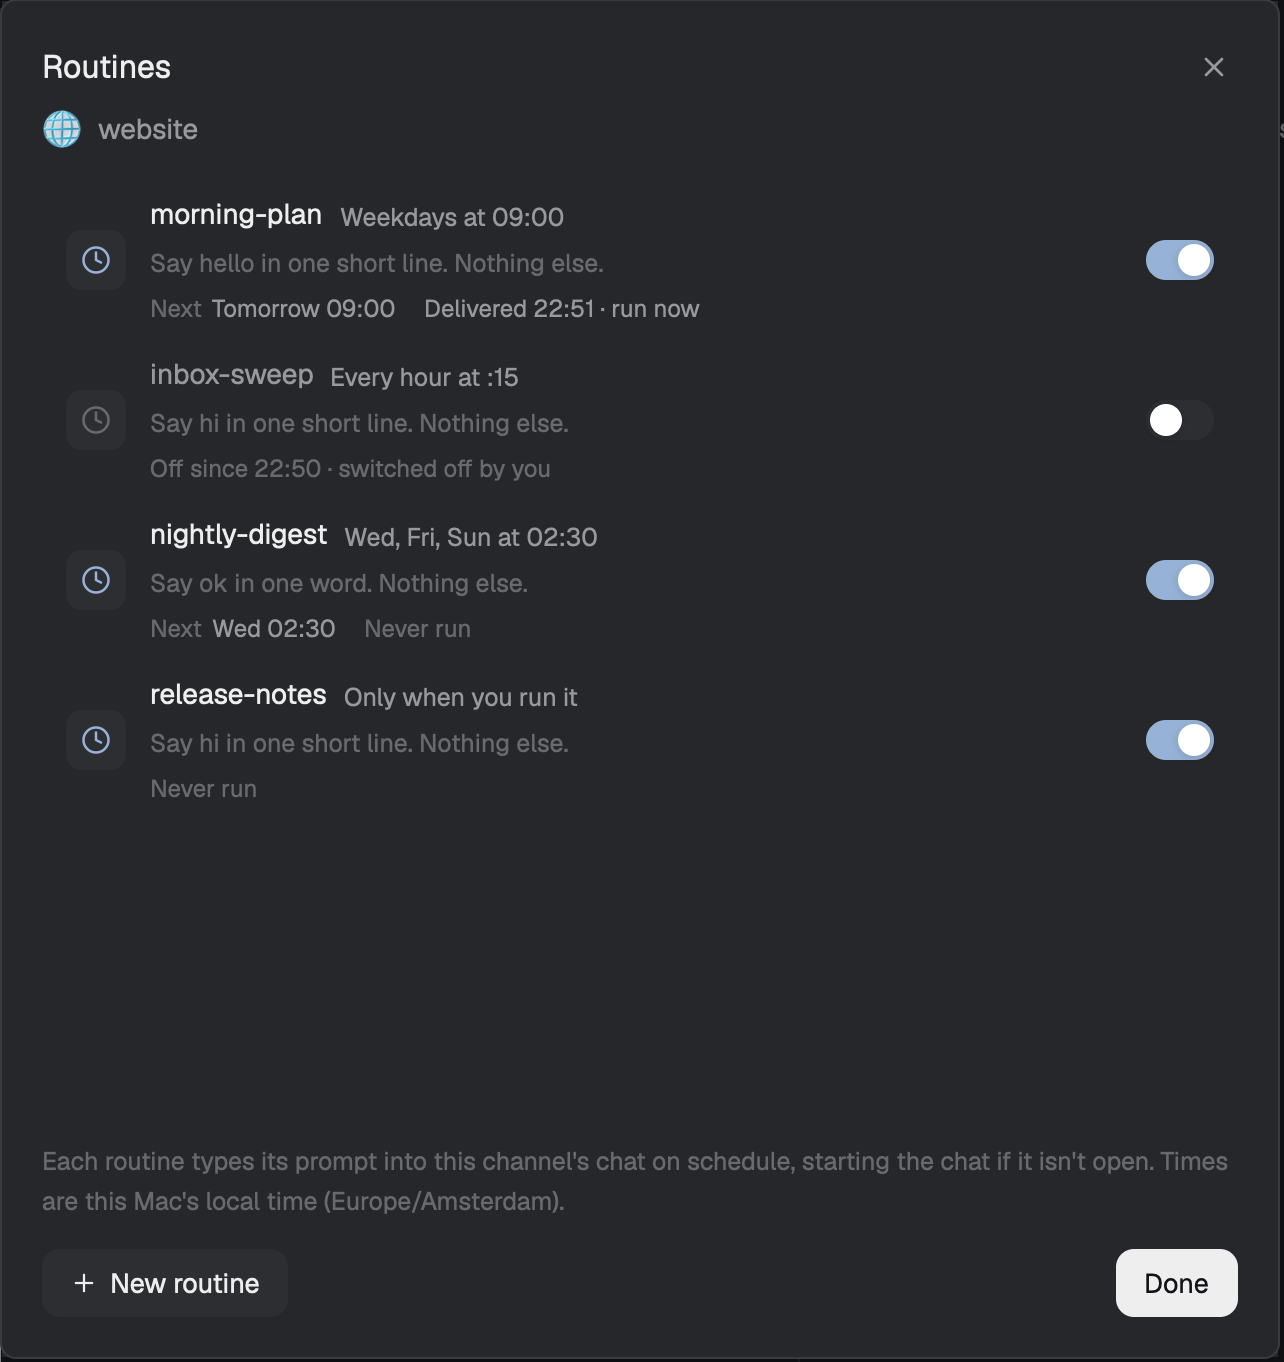 Routines
website
morning-plan Weekdays at 09:00
Say hello in one short line. Nothing else.
Next Tomorrow 09:00 Delivered 22:51 · run now
inbox-sweep Every hour at :15
Say hi in one short line. Nothing else.
Off since 22:50 · switched off by you
nightly-digest Wed, Fri, Sun at 02:30
Say ok in one word. Nothing else.
Next Wed 02:30 Never run
release-notes Only when you run it
Say hi in one short line. Nothing else.
Never run
Each routine types its prompt into this channel's chat on schedule, starting the chat if it isn't open. Times
are this Mac's local time (Europe/Amsterdam).
+ New routine
Done